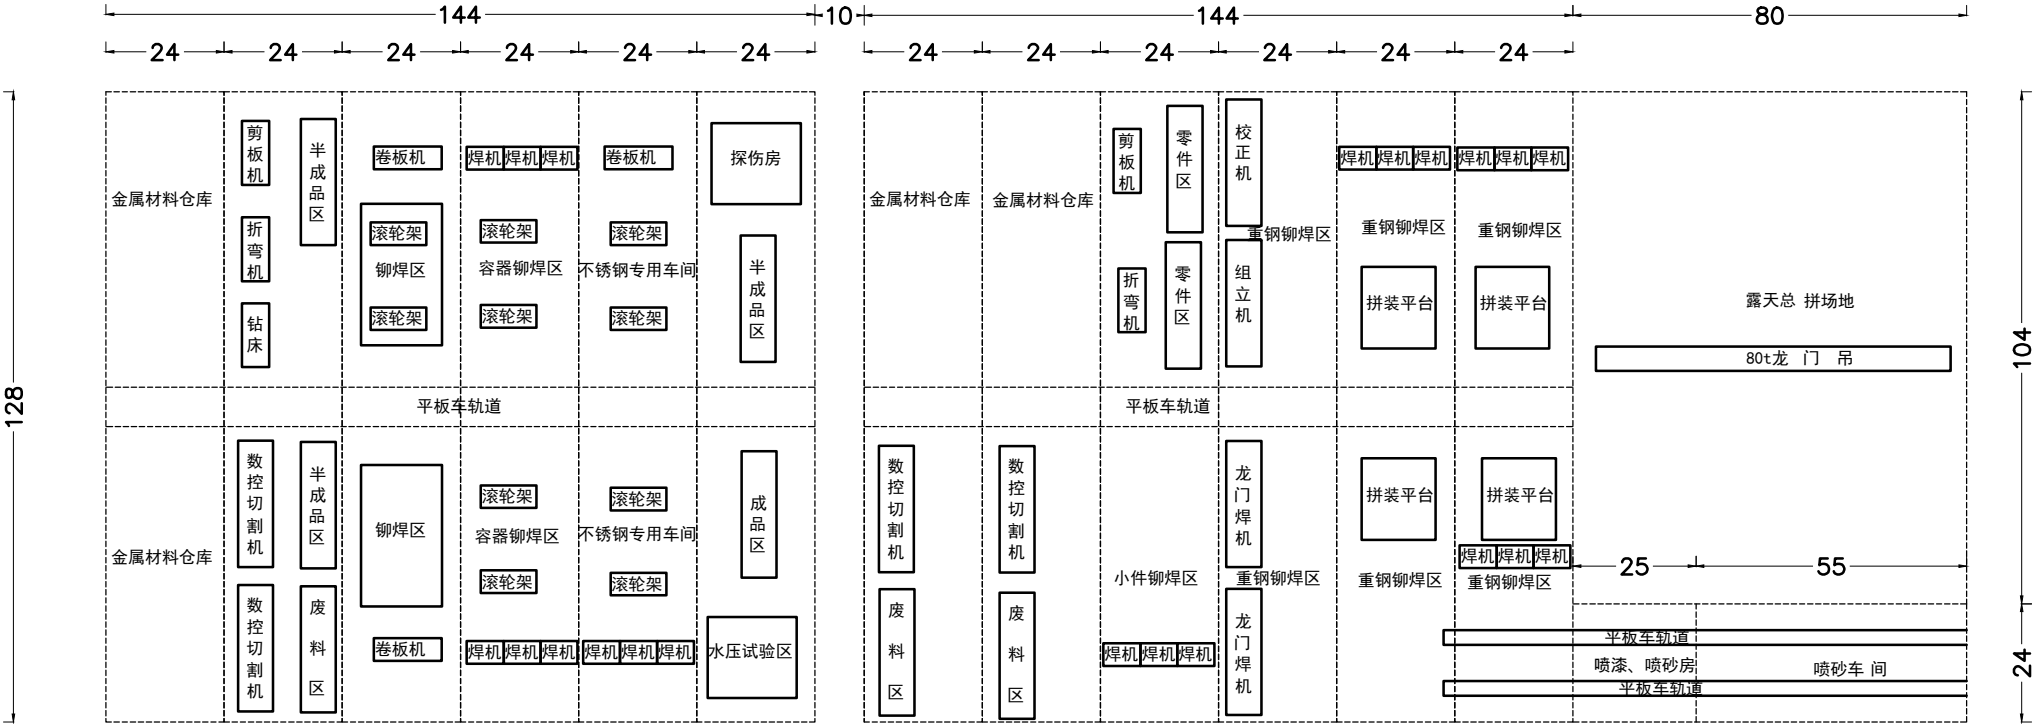 144
10
144
80
24
24
24
24
24
24
24
24
24
24
24
24
128
104
24
金属材料仓库
剪板机
折弯机
钻床
半成品区
卷板机
滚轮架
铆焊区
滚轮架
焊机 焊机 焊机
滚轮架
容器铆焊区
滚轮架
卷板机
滚轮架
不锈钢专用车间
滚轮架
探伤房
半成品区
平板车轨道
金属材料仓库
数控切割机
数控切割机
半成品区
废料区
铆焊区
卷板机
滚轮架
容器铆焊区
滚轮架
焊机 焊机 焊机
滚轮架
不锈钢专用车间
滚轮架
焊机 焊机 焊机
成品区
水压试验区
金属材料仓库
金属材料仓库
剪板机
折弯机
零件区
零件区
校正机
组立机
重钢铆焊区
焊机 焊机 焊机
重钢铆焊区
拼装平台
焊机 焊机 焊机
重钢铆焊区
拼装平台
露天总 拼场地
80t龙 门 吊
平板车轨道
数控切割机
废料区
数控切割机
废料区
小件铆焊区
焊机 焊机 焊机
龙门焊机
重钢铆焊区
龙门焊机
拼装平台
重钢铆焊区
拼装平台
焊机 焊机 焊机
重钢铆焊区
25
55
平板车轨道
喷漆、喷砂房
喷砂车 间
平板车轨道